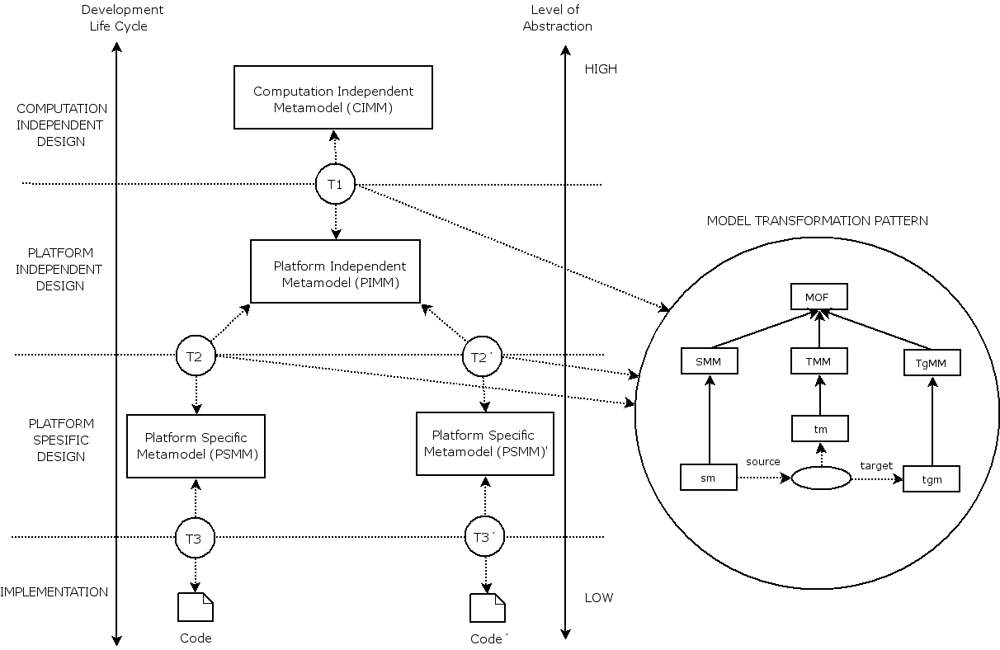 Development
Life Cycle
Level of
Abstraction
HIGH
COMPUTATION
INDEPENDENT
DESIGN
Computation Independent
Metamodel (CIMM)
T1
MODEL TRANSFORMATION PATTERN
PLATFORM
INDEPENDENT
DESIGN
Platform Independent
Metamodel (PIMM)
MOF
T2
T2´
SMM
TMM
TgMM
PLATFORM
SPESIFIC
DESIGN
Platform Specific
Metamodel (PSMM)
Platform Specific
Metamodel (PSMM)'
tm
source
target
sm
tgm
T3
T3´
IMPLEMENTATION
LOW
Code
Code´